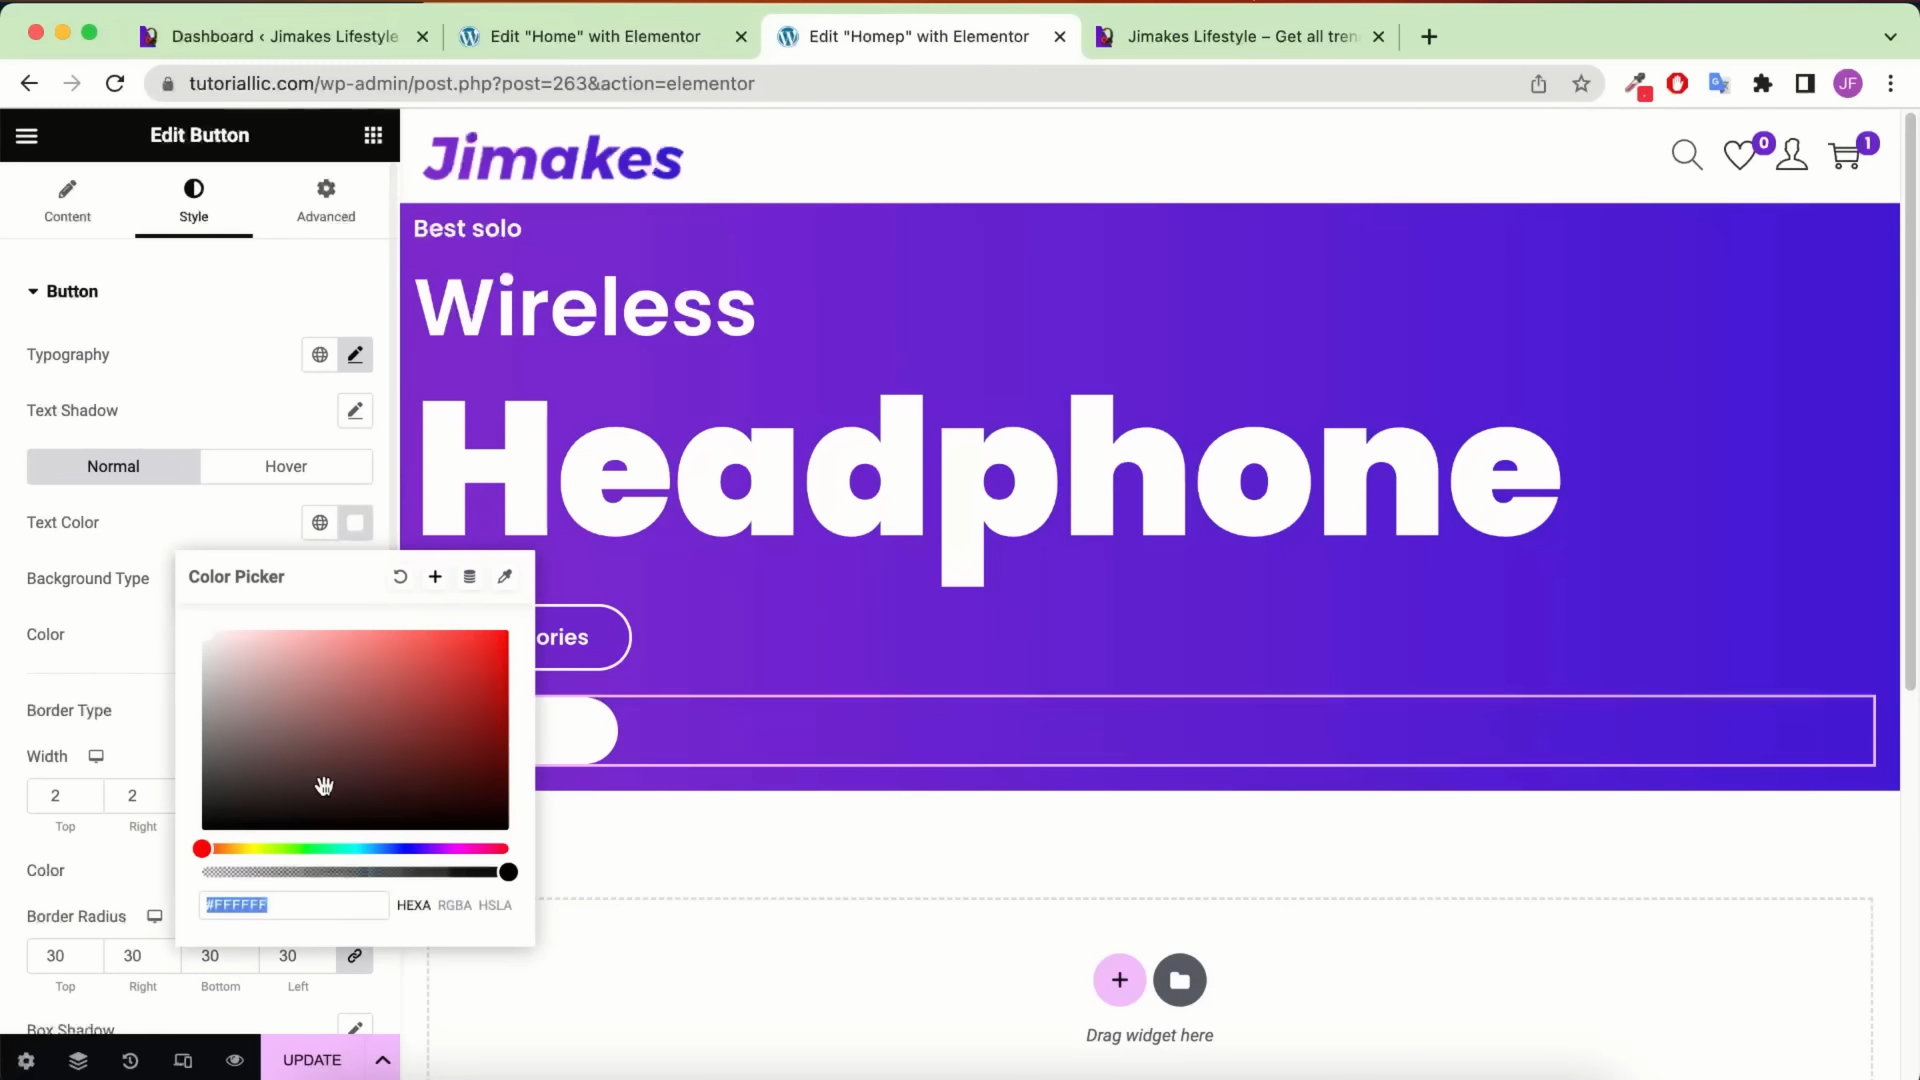 Dashboard ‹ Jimakes Lifestyle
Edit "Home" with Elementor
Edit "Homep" with Elementor
Jimakes Lifestyle – Get all tren
tutoriallic.com/wp-admin/post.php?post=263&action=elementor
JF
Edit Button
Content
Style
Advanced
Button
Typography
Text Shadow
Normal
Hover
Text Color
Background Type
Color
Border Type
Width
2
2
Top
Right
Color
Border Radius
30
30
30
30
Top
Right
Bottom
Left
Box Shadow
UPDATE
Color Picker
#FFFFFF
HEXA RGBA HSLA
Jimakes
0
1
Best solo
Wireless
Headphone
ories
Drag widget here